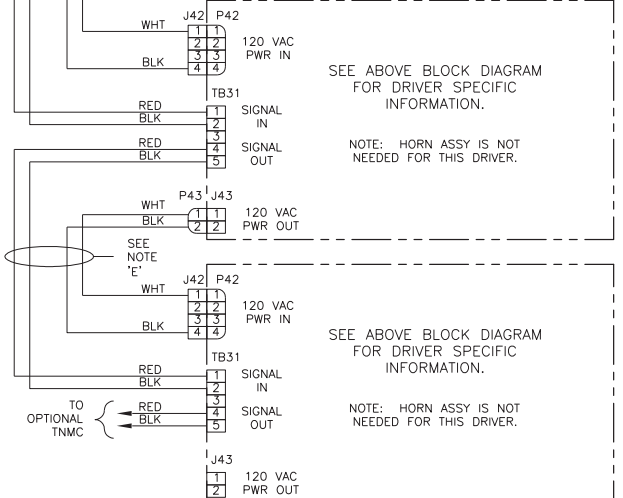 J42 P42
WHT
1 1
2 2
3 3
4 4
120 VAC
PWR IN
BLK
SEE ABOVE BLOCK DIAGRAM
FOR DRIVER SPECIFIC
INFORMATION.
TB31
RED
BLK
1
2
3
4
5
SIGNAL
IN
RED
BLK
SIGNAL
OUT
NOTE: HORN ASSY IS NOT
NEEDED FOR THIS DRIVER.
P43 J43
WHT
BLK
1 1
2 2
120 VAC
PWR OUT
SEE
NOTE
'E'
J42 P42
WHT
1 1
2 2
3 3
4 4
120 VAC
PWR IN
BLK
SEE ABOVE BLOCK DIAGRAM
FOR DRIVER SPECIFIC
INFORMATION.
TB31
RED
BLK
1
2
3
4
5
SIGNAL
IN
TO
OPTIONAL
TNMC
RED
BLK
SIGNAL
OUT
NOTE: HORN ASSY IS NOT
NEEDED FOR THIS DRIVER.
J43
1
2
120 VAC
PWR OUT